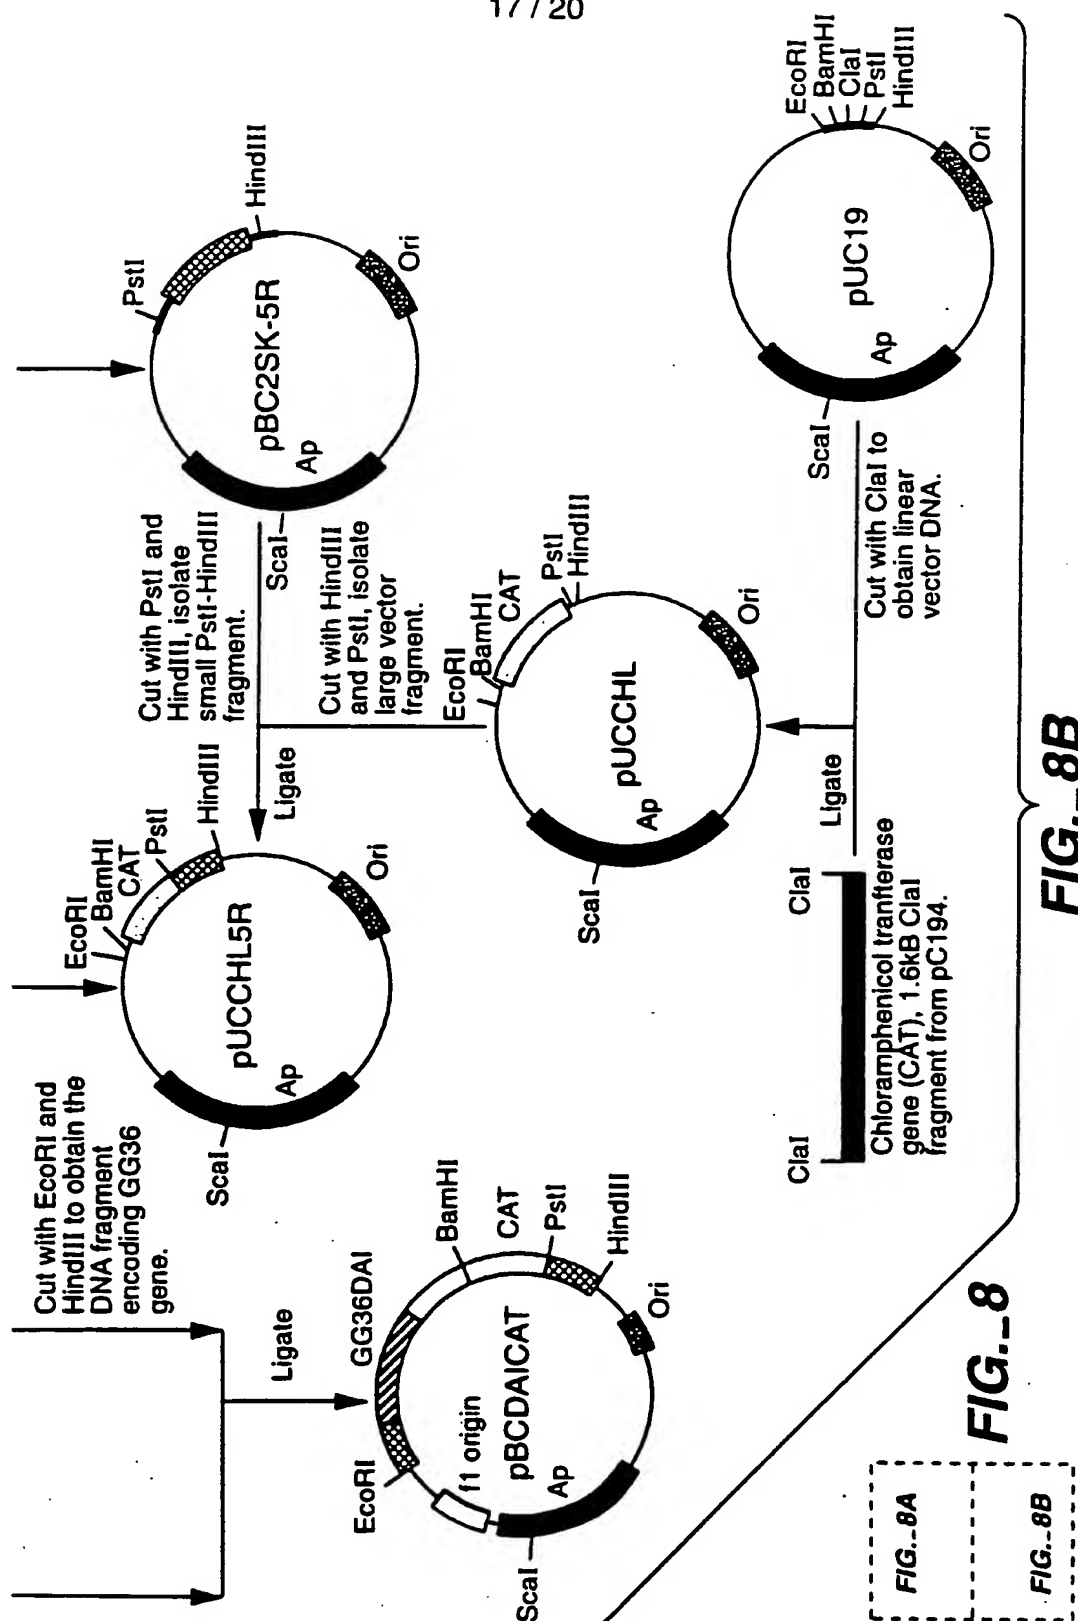 17 / 20
PstI
HindIII
pBC2SK-5R
Ap
Ori
ScaI
Cut with PstI and
HindIII, isolate
small PstI-HindIII
fragment.
Cut with HindIII
and PstI, isolate
large vector
fragment.
Ligate
EcoRI
BamHI
ClaI
PstI
HindIII
pUC19
Ap
Ori
ScaI
Cut with ClaI to
obtain linear
vector DNA.
Ligate
EcoRI
BamHI
CAT
PstI
HindIII
pUCCHL
Ap
Ori
ScaI
ClaI
ClaI
Chloramphenicol tranfterase
gene (CAT), 1.6kB ClaI
fragment from pC194.
EcoRI
BamHI
CAT
PstI
HindIII
pUCCHL5R
Ap
Ori
ScaI
Cut with EcoRI and
HindIII to obtain the
DNA fragment
encoding GG36
gene.
Ligate
GG36DAI
BamHI
CAT
PstI
HindIII
EcoRI
f1 origin
pBCDAICAT
Ap
Ori
ScaI
FIG._8B
FIG._8
FIG._8A
FIG._8B